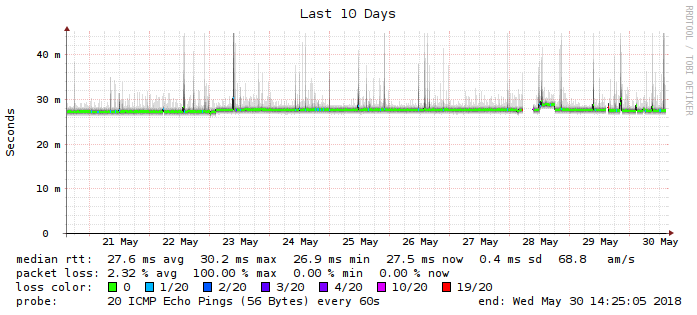 Last 10 Days
RRDTOOL / TOBI OETIKER
Seconds
40 m
30 m
20 m
10 m
0
21 May 22 May 23 May 24 May 25 May 26 May 27 May 28 May 29 May 30 May
median rtt: 27.6 ms avg 30.2 ms max 26.9 ms min 27.5 ms now 0.4 ms sd 68.8 am/s
packet loss: 2.32 % avg 100.00 % max 0.00 % min 0.00 % now
loss color: 0 1/20 2/20 3/20 4/20 10/20 19/20
probe: 20 ICMP Echo Pings (56 Bytes) every 60s end: Wed May 30 14:25:05 2018